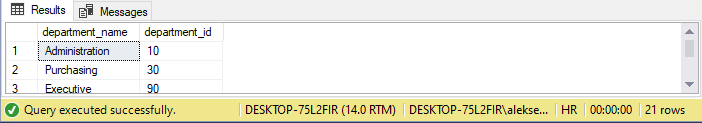 Results Messages
department_name department_id
1 Administration 10
2 Purchasing 30
3 Executive 90
Query executed successfully. DESKTOP-75L2FIR (14.0 RTM) DESKTOP-75L2FIR\alekse... HR 00:00:00 21 rows